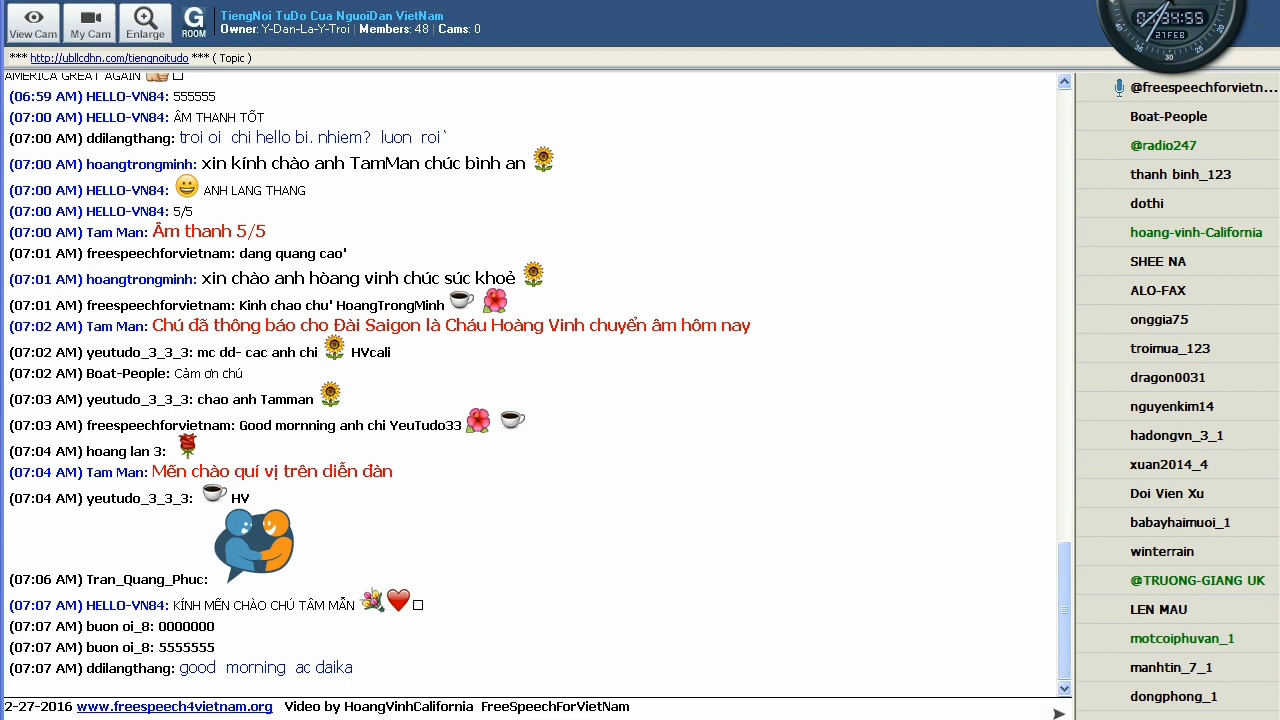 View Cam
My Cam
Enlarge
G
ROOM
TiengNoi TuDo Cua NguoiDan VietNam
Owner: Y-Dan-La-Y-Troi | Members: 48 | Cams: 0
*** http://ubllcdhn.com/tiengnoitudo *** ( Topic )
21FEB
30
AMERICA GREAT AGAIN
(06:59 AM) HELLO-VN84: 555555
(07:00 AM) HELLO-VN84: ÂM THANH TỐT
(07:00 AM) ddilangthang: troi oi chi hello bi. nhiem? luon roi`
(07:00 AM) hoangtrongminh: xin kính chào anh TamMan chúc bình an
(07:00 AM) HELLO-VN84: ANH LANG THANG
(07:00 AM) HELLO-VN84: 5/5
(07:00 AM) Tam Man: Âm thanh 5/5
(07:01 AM) freespeechforvietnam: dang quang cao'
(07:01 AM) hoangtrongminh: xin chào anh hòang vinh chúc súc khoẻ
(07:01 AM) freespeechforvietnam: Kinh chao chu' HoangTrongMinh
(07:02 AM) Tam Man: Chú đã thông báo cho Đài Saigon là Cháu Hoàng Vinh chuyển âm hôm nay
(07:02 AM) yeutudo_3_3_3: mc dd- cac anh chi HVcali
(07:02 AM) Boat-People: Cảm ơn chú
(07:03 AM) yeutudo_3_3_3: chao anh Tamman
(07:03 AM) freespeechforvietnam: Good mornning anh chi YeuTudo33
(07:04 AM) hoang lan 3:
(07:04 AM) Tam Man: Mến chào quí vị trên diễn đàn
(07:04 AM) yeutudo_3_3_3: HV
(07:06 AM) Tran_Quang_Phuc:
(07:07 AM) HELLO-VN84: KÍNH MẾN CHÀO CHÚ TÂM MẪN
(07:07 AM) buon oi_8: 0000000
(07:07 AM) buon oi_8: 5555555
(07:07 AM) ddilangthang: good morning ac daika
2-27-2016 www.freespeech4vietnam.org Video by HoangVinhCalifornia FreeSpeechForVietNam
@freespeechforvietn...
Boat-People
@radio247
thanh binh_123
dothi
hoang-vinh-California
SHEE NA
ALO-FAX
onggia75
troimua_123
dragon0031
nguyenkim14
hadongvn_3_1
xuan2014_4
Doi Vien Xu
babayhaimuoi_1
winterrain
@TRUONG-GIANG UK
LEN MAU
motcoiphuvan_1
manhtin_7_1
dongphong_1